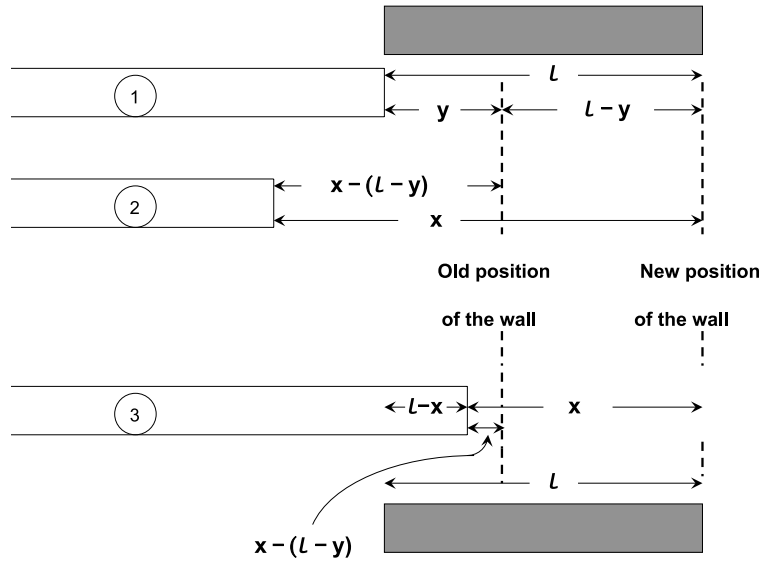 l
1
y
l – y
x – (l – y)
2
x
Old position
of the wall
New position
of the wall
l–x
x
3
l
x – (l – y)